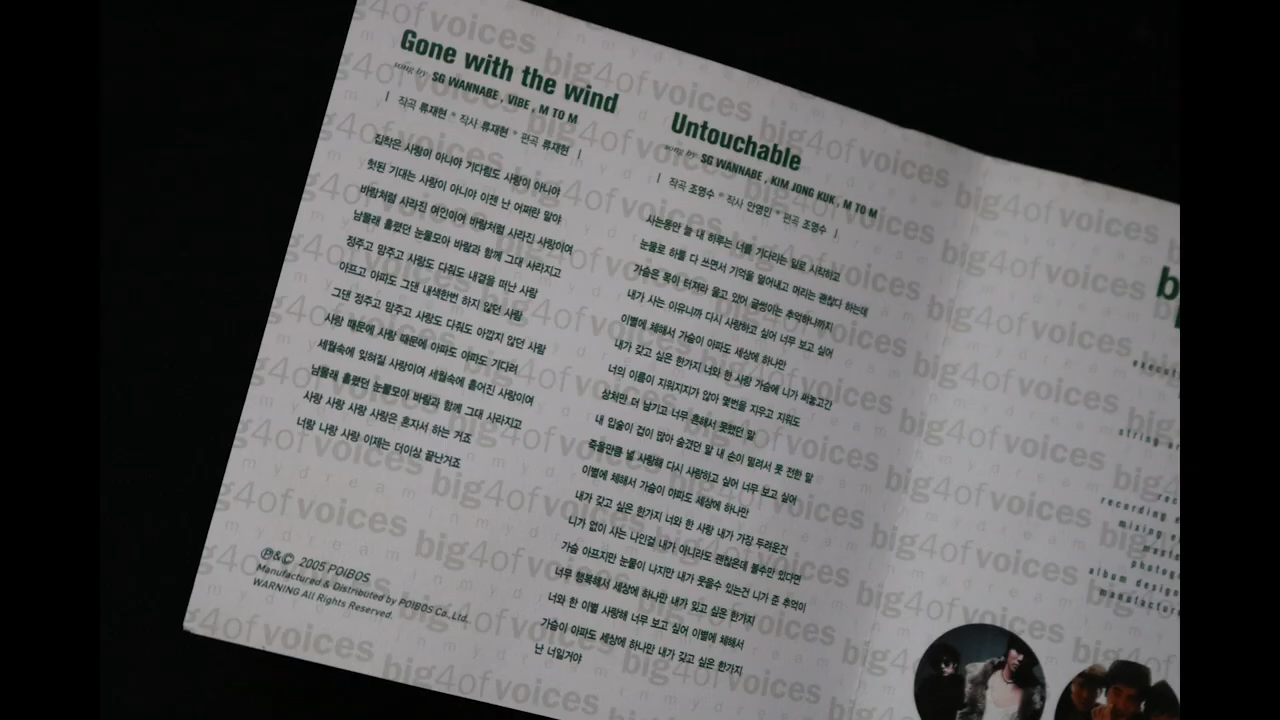 Gone with the wind
song by SG WANNABE , VIBE , M TO M
| 작곡 류재현 * 작사 류재현 * 편곡 류재현 |
집착은 사랑이 아니야 기다림도 사랑이 아니야
헛된 기대는 사랑이 아니야 이젠 난 어쩌란 말야
바람처럼 사라진 여인이여 바람처럼 사라진 사랑이여
남몰래 흘렸던 눈물모아 바람과 함께 그대 사라지고
정주고 맘주고 사랑도 다줘도 내곁을 떠난 사람
아프고 아파도 그댄 내색한번 하지 않던 사람
그댄 정주고 맘주고 사랑도 다줘도 아깝지 않던 사람
사랑 때문에 사랑 때문에 아파도 아파도 기다려
세월속에 잊혀질 사랑이여 세월속에 흩어진 사랑이여
남몰래 흘렸던 눈물모아 바람과 함께 그대 사라지고
사랑 사랑 사랑 사랑은 혼자서 하는 거죠
너랑 나랑 사랑 이제는 더이상 끝난거죠
Ⓟ&© 2005 POIBOS
Manufactured & Distributed by POIBOS Co., Ltd.
WARNING All Rights Reserved.
Untouchable
song by SG WANNABE , KIM JONG KUK , M TO M
| 작곡 조영수 * 작사 안영민 * 편곡 조영수 |
사는동안 늘 내 하루는 너를 기다리는 일로 시작하고
눈물로 하루를 다 쓰면서 기억을 덜어내고 머리는 괜찮다 하는데
가슴은 목이 터져라 울고 있어 글썽이는 추억하나까지
내가 사는 이유니까 다시 사랑하고 싶어 너무 보고 싶어
이별에 체해서 가슴이 아파도 세상에 하나만
내가 갖고 싶은 한가지 너와 한 사랑 가슴에 니가 써놓고간
너의 이름이 지워지지가 않아 몇번을 지우고 지워도
상처만 더 남기고 너무 흔해서 못했던 말
내 입술이 겁이 많아 숨겼던 말 내 손이 떨려서 못 전한 말
죽을만큼 널 사랑해 다시 사랑하고 싶어 너무 보고 싶어
이별에 체해서 가슴이 아파도 세상에 하나만
내가 갖고 싶은 한가지 너와 한 사랑 내가 가장 두려운건
니가 없이 사는 나인걸 내가 아니라도 괜찮은데 볼수만 있다면
가슴 아프지만 눈물이 나지만 내가 웃을수 있는건 니가 준 추억이
너무 행복해서 세상에 하나만 내가 잊고 싶은 한가지
너와 한 이별 사랑해 너무 보고 싶어 이별에 체해서
가슴이 아파도 세상에 하나만 내가 갖고 싶은 한가지
난 너일거야
big4ofvoices